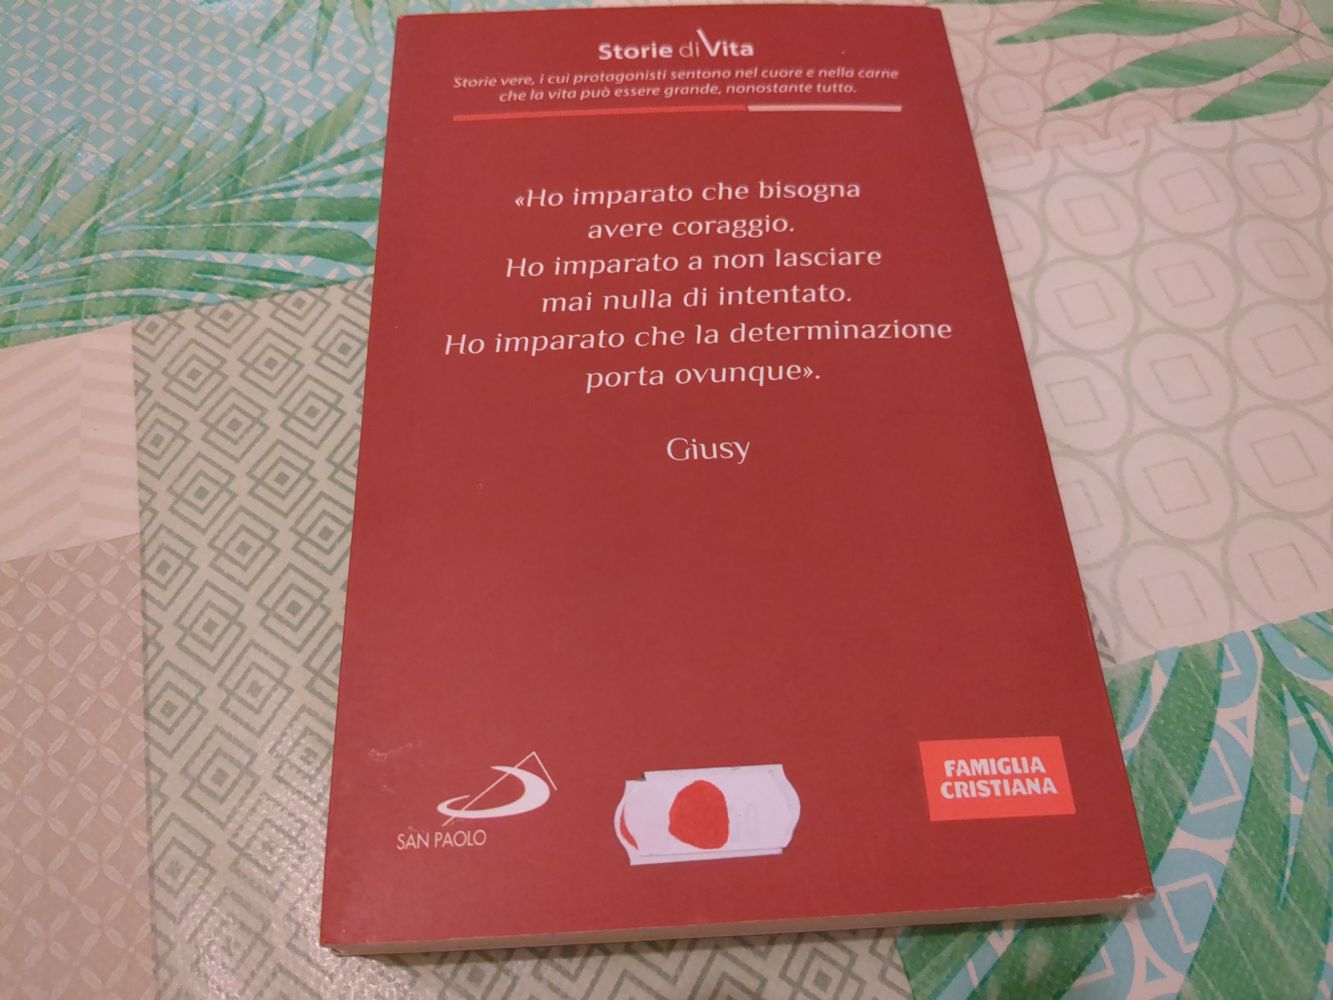 Storie di Vita
Storie vere, i cui protagonisti sentono nel cuore e nella carne
che la vita può essere grande, nonostante tutto.
«Ho imparato che bisogna
avere coraggio.
Ho imparato a non lasciare
mai nulla di intentato.
Ho imparato che la determinazione
porta ovunque».
Giusy
SAN PAOLO
FAMIGLIA
CRISTIANA